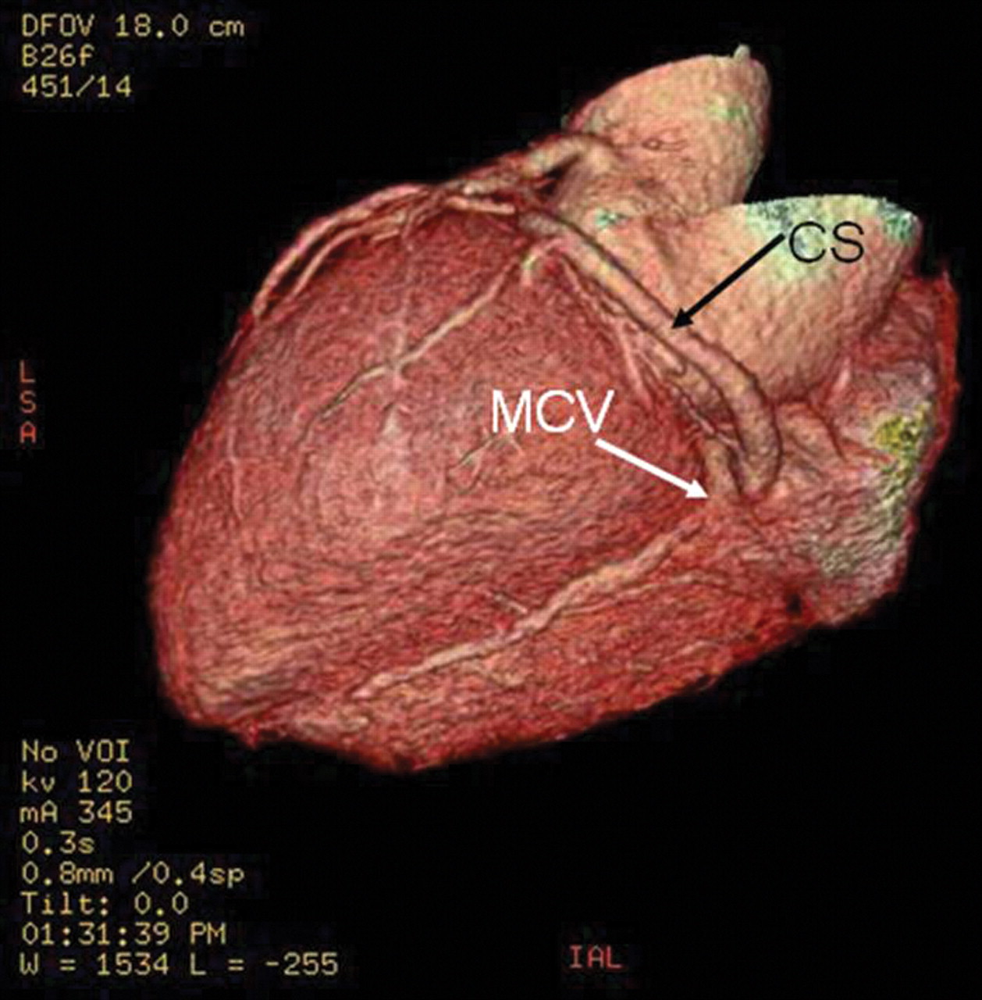 DFOV 18.0 cm
B26f
451/14
CS
L
S
A
MCV
No VOI
kv 120
mA 345
0.3s
0.8mm /0.4sp
Tilt: 0.0
01:31:39 PM
W = 1534 L = -255
IAL